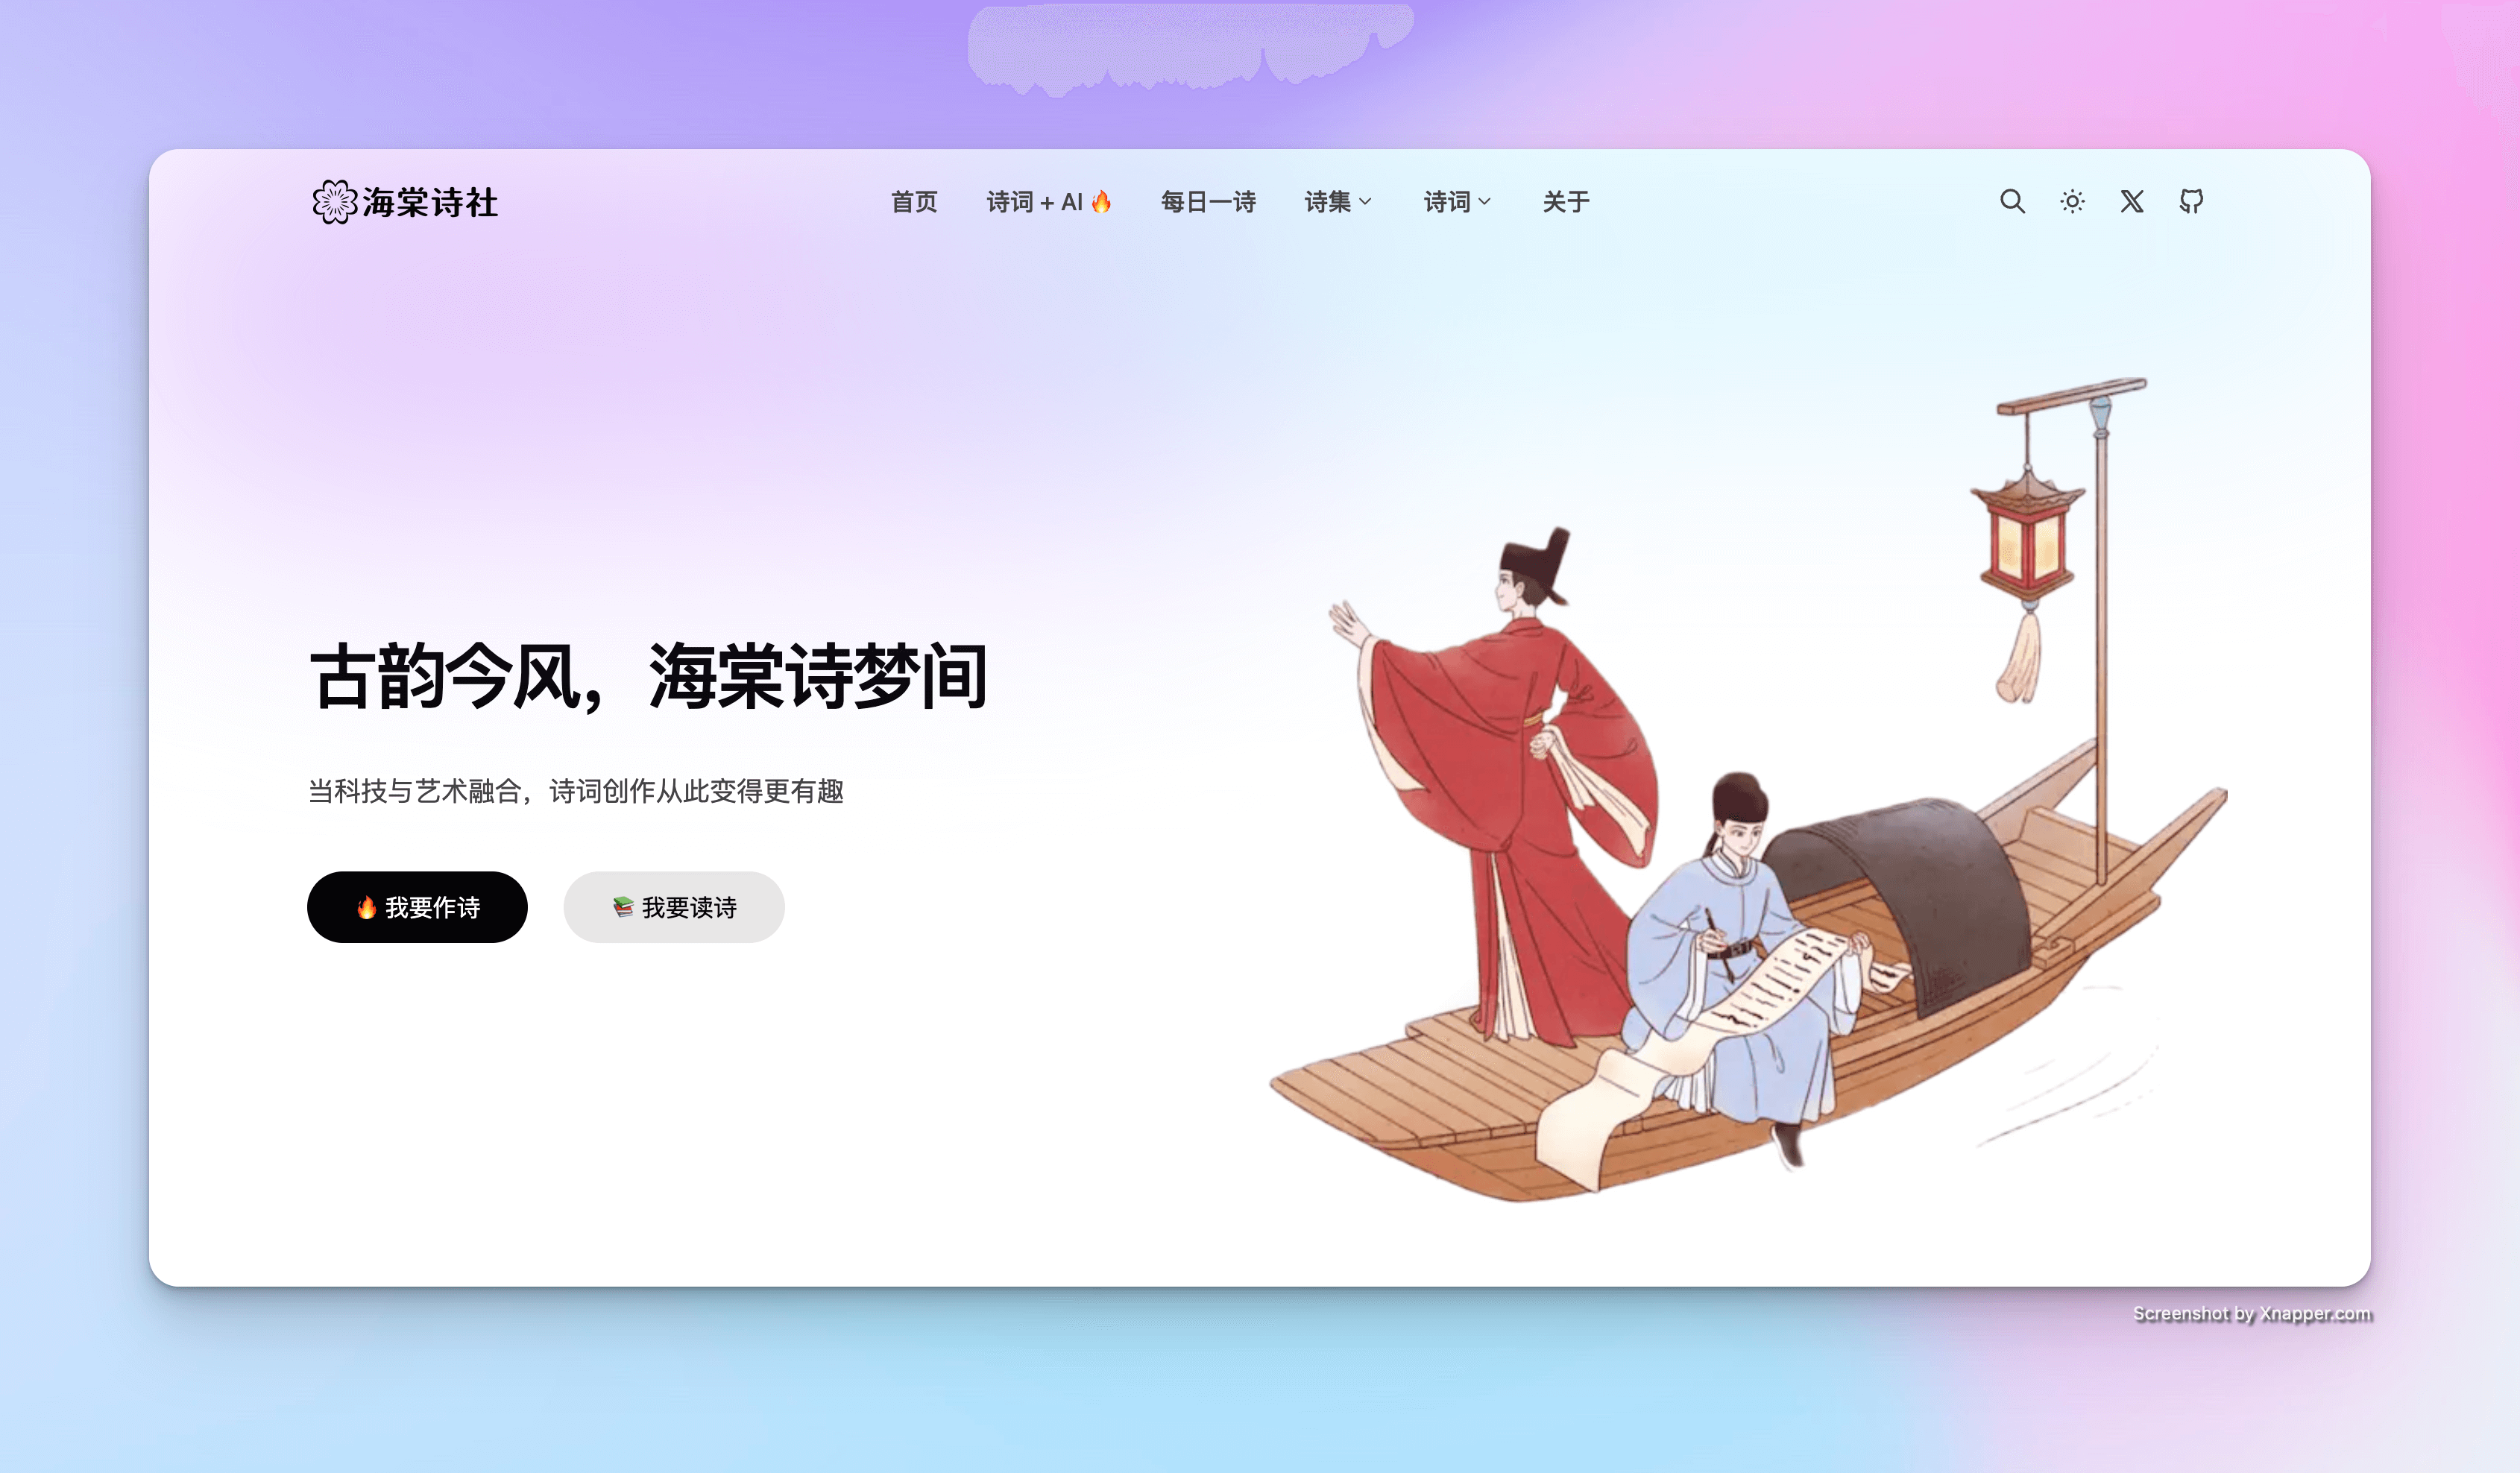 海棠诗社
首页 诗词 + AI 🔥 每日一诗 诗集 诗词 关于
古韵今风，海棠诗梦间
当科技与艺术融合，诗词创作从此变得更有趣
🔥 我要作诗 📚 我要读诗
Screenshot by Xnapper.com